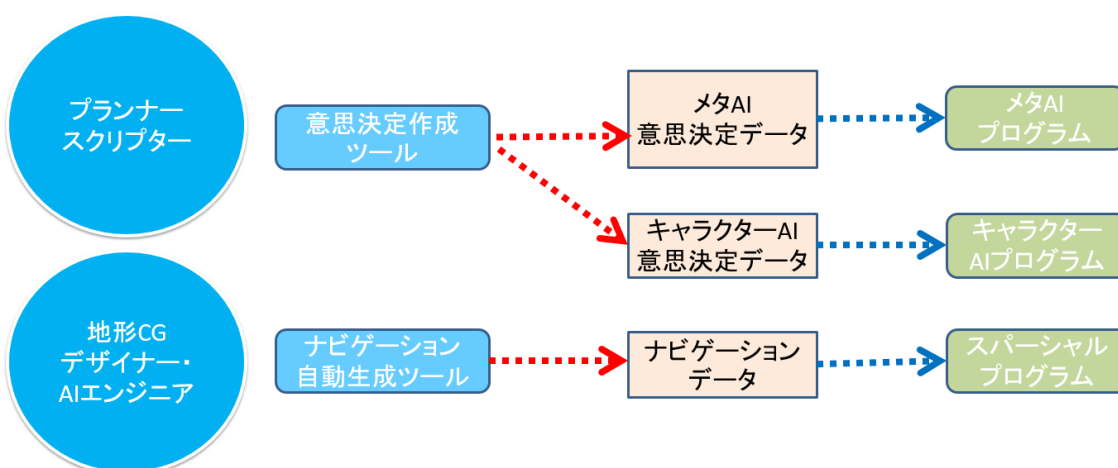 プランナー
スクリプター
意思決定作成
ツール
メタAI
意思決定データ
メタAI
プログラム
キャラクターAI
意思決定データ
キャラクター
AIプログラム
地形CG
デザイナー・
AIエンジニア
ナビゲーション
自動生成ツール
ナビゲーション
データ
スパーシャル
プログラム